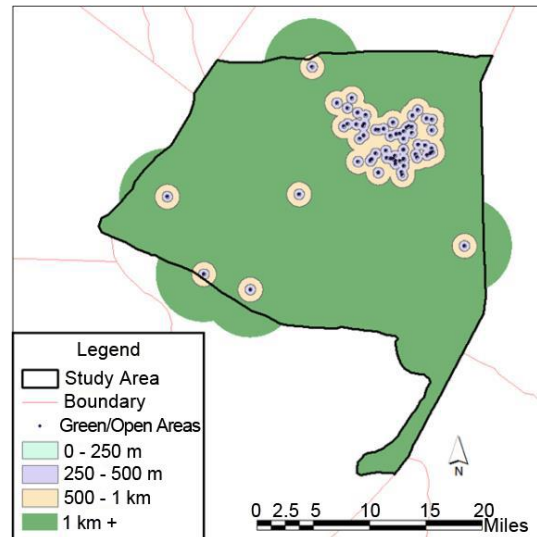 Legend
Study Area
Boundary
Green/Open Areas
0 - 250 m
250 - 500 m
500 - 1 km
1 km +
N
0 2.5 5 10 15 20
Miles